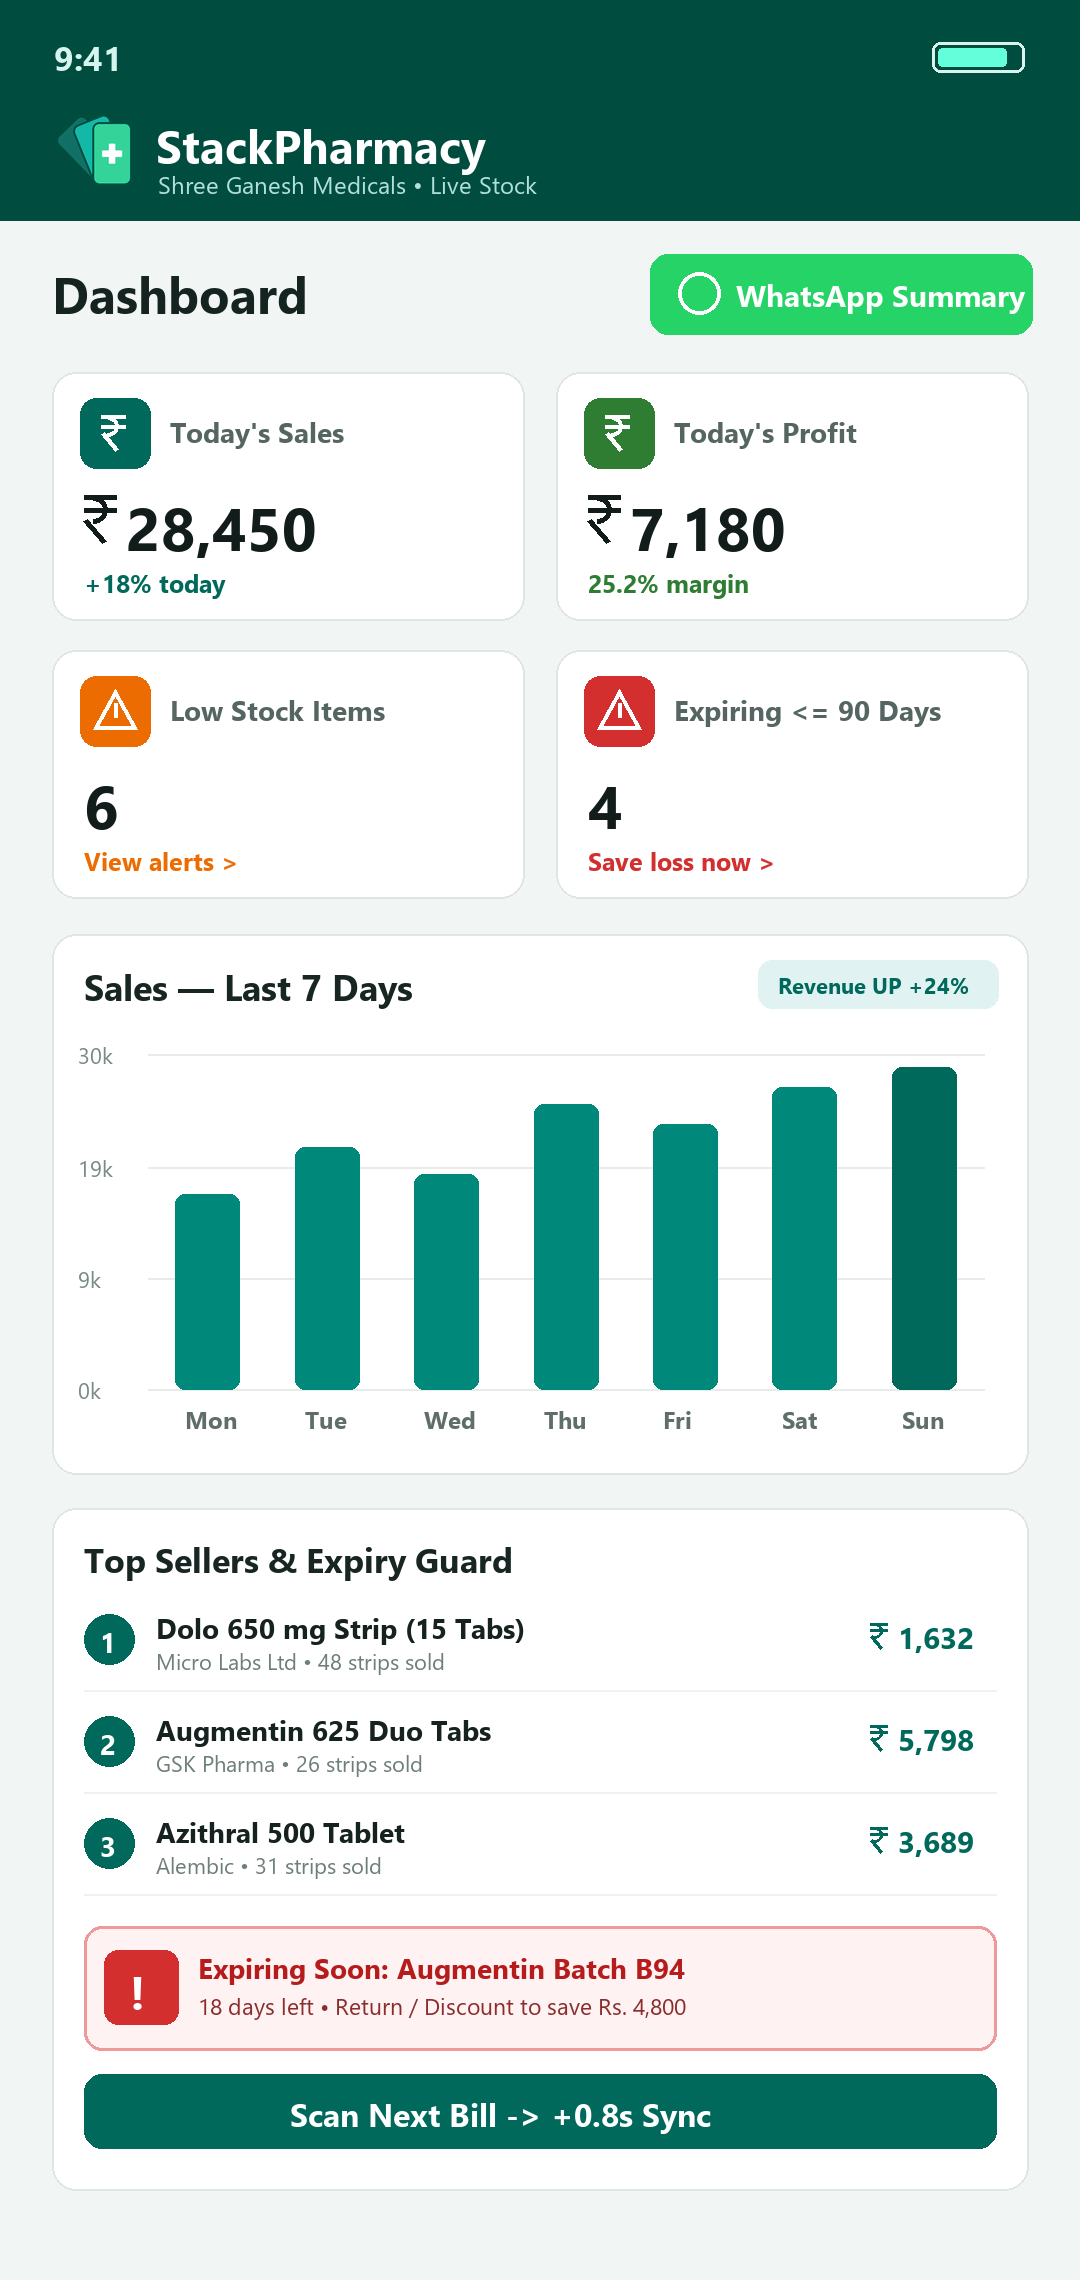 9:41
StackPharmacy
Shree Ganesh Medicals • Live Stock
Dashboard
WhatsApp Summary
₹ Today's Sales
₹ 28,450
+18% today
₹ Today's Profit
₹ 7,180
25.2% margin
Low Stock Items
6
View alerts >
Expiring <= 90 Days
4
Save loss now >
Sales — Last 7 Days
Revenue UP +24%
30k
19k
9k
0k
Mon Tue Wed Thu Fri Sat Sun
Top Sellers & Expiry Guard
1 Dolo 650 mg Strip (15 Tabs) ₹ 1,632
Micro Labs Ltd • 48 strips sold
2 Augmentin 625 Duo Tabs ₹ 5,798
GSK Pharma • 26 strips sold
3 Azithral 500 Tablet ₹ 3,689
Alembic • 31 strips sold
! Expiring Soon: Augmentin Batch B94
18 days left • Return / Discount to save Rs. 4,800
Scan Next Bill -> +0.8s Sync